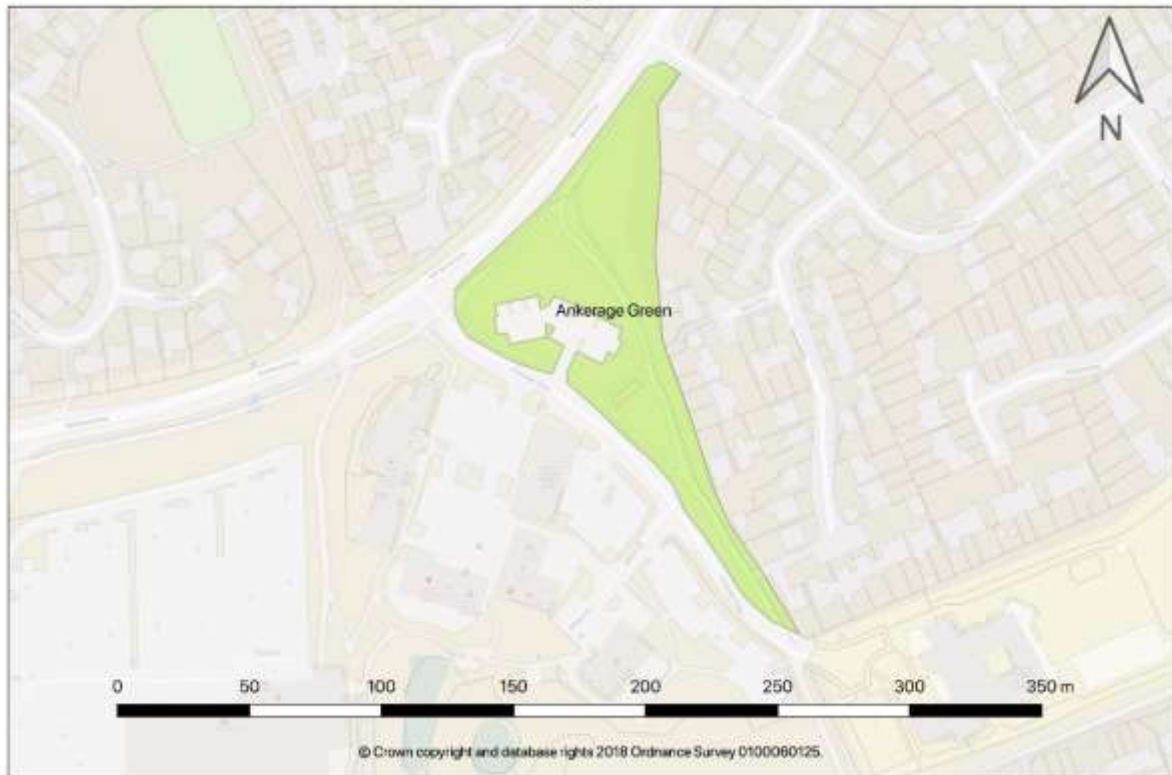 N
Ankerage Green
0 50 100 150 200 250 300 350 m
© Crown copyright and database rights 2018 Ordnance Survey 0100060125.